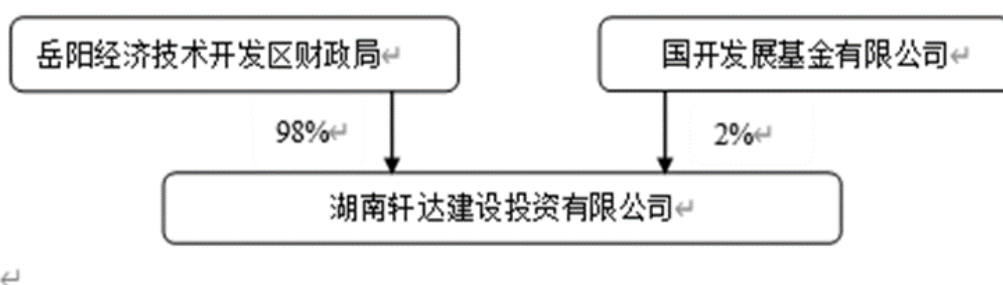 岳阳经济技术开发区财政局↵
国开发展基金有限公司↵
98%↵
2%↵
湖南轩达建设投资有限公司↵
↵